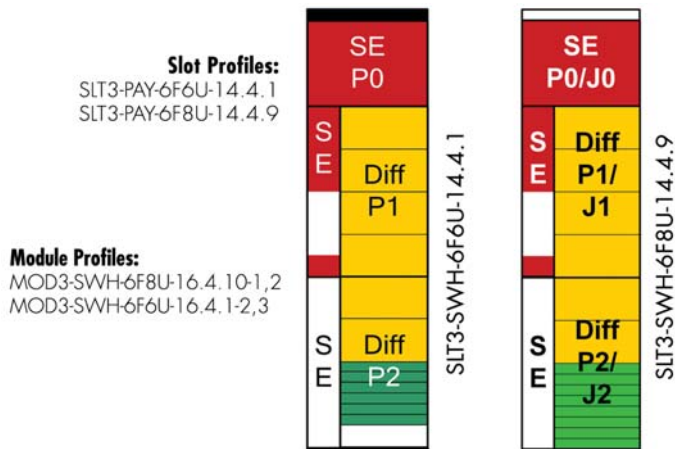 Slot Profiles:
SLT3-PAY-6F6U-14.4.1
SLT3-PAY-6F8U-14.4.9
Module Profiles:
MOD3-SWH-6F8U-16.4.10-1,2
MOD3-SWH-6F6U-16.4.1-2,3
SE
P0
S
E
Diff
P1
S
E
Diff
P2
SLT3-SWH-6F6U-14.4.1
SE
P0/J0
S
E
Diff
P1/
J1
S
E
Diff
P2/
J2
SLT3-SWH-6F8U-14.4.9